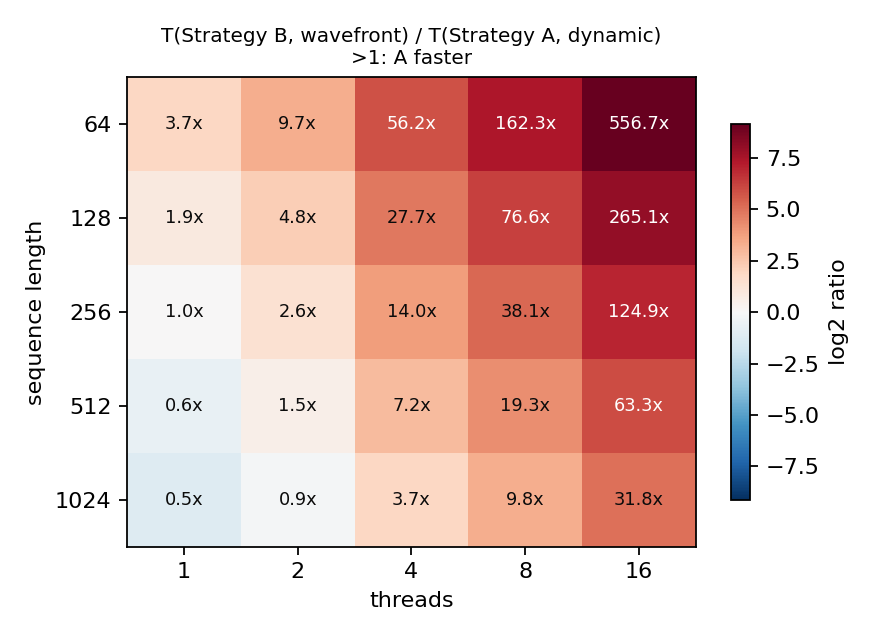 T(Strategy B, wavefront) / T(Strategy A, dynamic)
>1: A faster
64 3.7x 9.7x 56.2x 162.3x 556.7x
128 1.9x 4.8x 27.7x 76.6x 265.1x
256 1.0x 2.6x 14.0x 38.1x 124.9x
512 0.6x 1.5x 7.2x 19.3x 63.3x
1024 0.5x 0.9x 3.7x 9.8x 31.8x
1 2 4 8 16
threads
sequence length
7.5
5.0
2.5
0.0
−2.5
−5.0
−7.5
log2 ratio